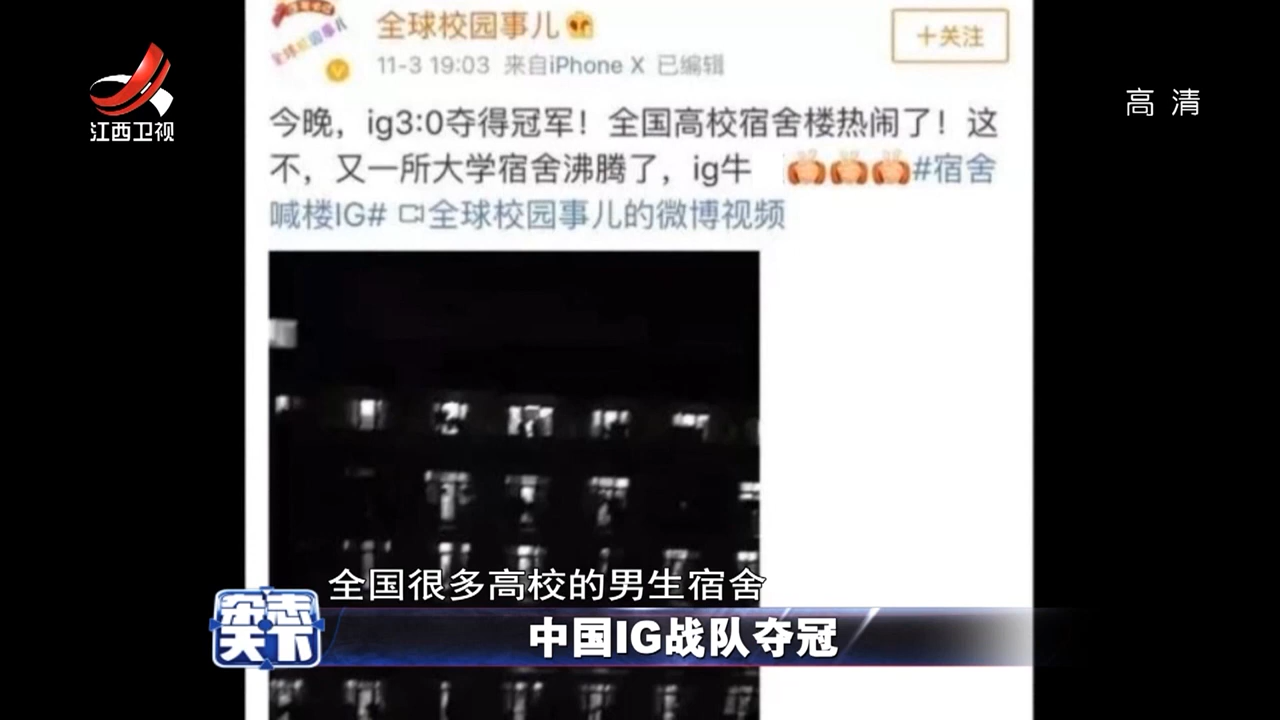 江西卫视
高 清
全球校园事儿
+关注
11-3 19:03 来自iPhone X 已编辑
今晚，ig3:0夺得冠军！全国高校宿舍楼热闹了！这
不，又一所大学宿舍沸腾了，ig牛 #宿舍
喊楼IG# 全球校园事儿的微博视频
全国很多高校的男生宿舍
杂志
天下
中国IG战队夺冠